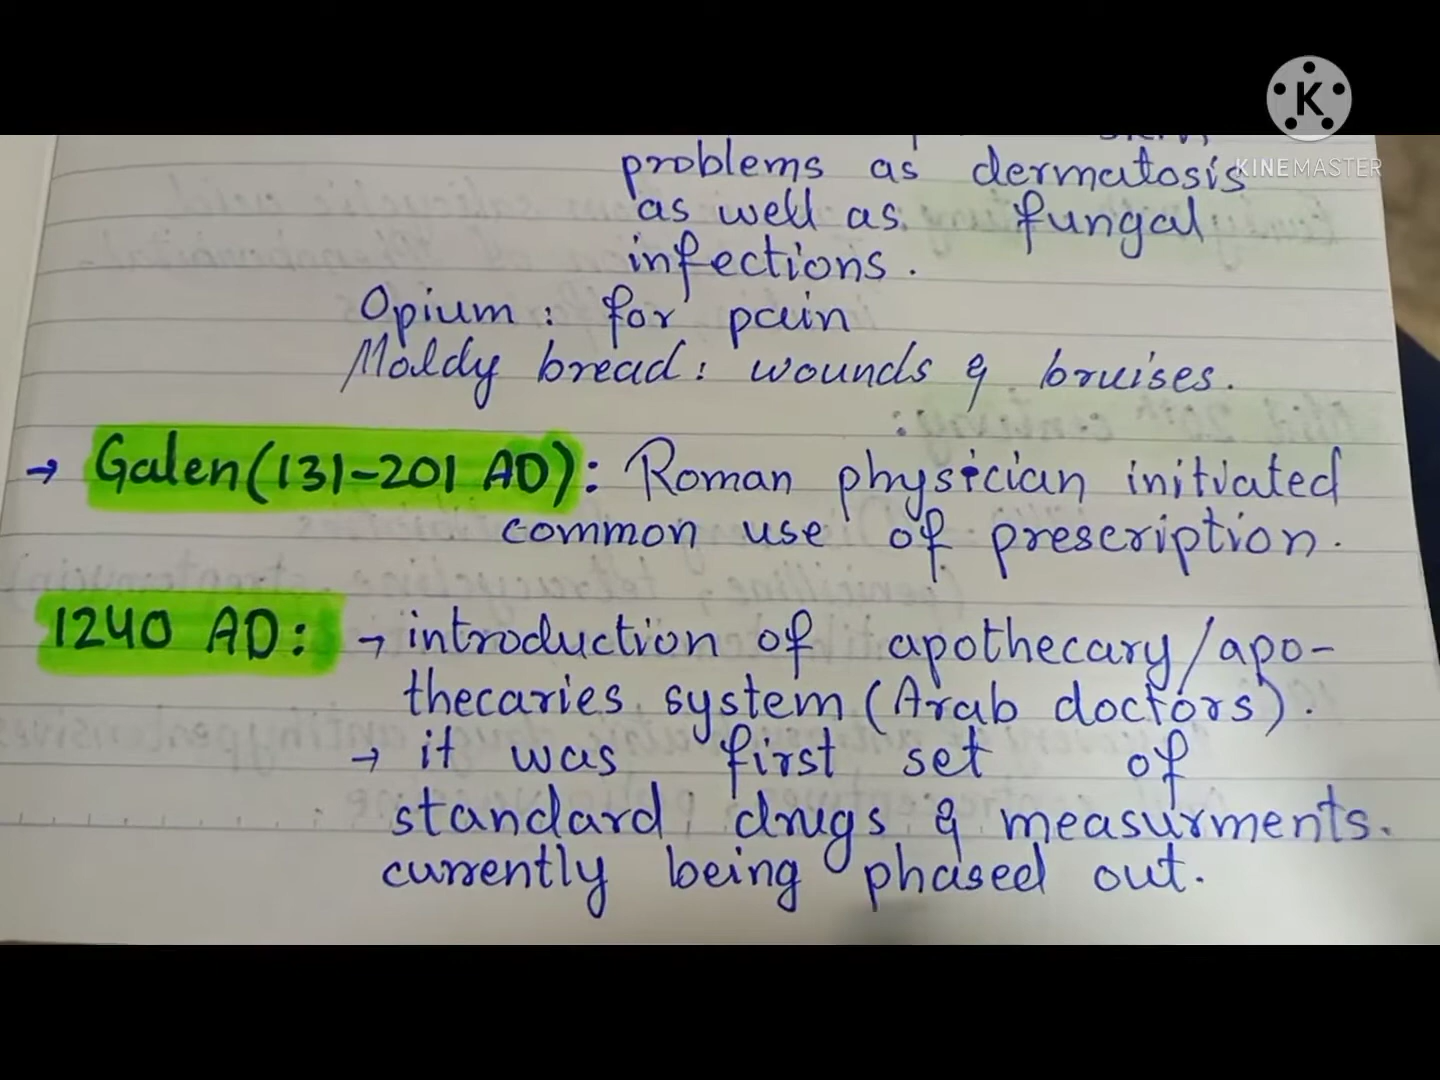 K
KINEMASTER
problems as dermatosis
as well as fungal
infections.
Opium: for pain
Moldy bread: wounds & bruises.
→ Galen (131-201 AD): Roman physician initiated
common use of prescription.
1240 AD: → introduction of apothecary/apo-
thecaries system (Arab doctors).
→ it was first set of
standard drugs & measurments.
currently being phased out.